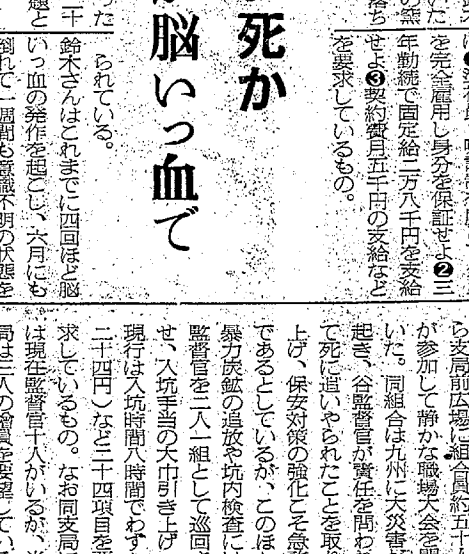 を完全雇用し身分を保証せよ❷三
年勤続で固定給二万八千円を支給
せよ❸契約費月五千円の支給など
を要求しているもの。
死か
脳いっ血で
られている。
鈴木さんはこれまでに四回ほど脳
いっ血の発作を起こし、六月にも
倒れて一週間も意識不明の状態を
った
二十
題と
ら支局前広場に組合員約五十
が参加して静かな職場大会を開
いた。同組合は九州に大災害
起き、谷監督官が責任を問わ
て死に追いやられたことを取
上げ、保安対策の強化こそ急
であるとしているが、このほ
暴力炭鉱の追放や坑内検査に
監督官を二人一組として巡回
せ、入坑手当の大巾引き上げ
現行は入坑時間八時間でわず
二十四円）など三十四項目を要
求しているもの。なお同支局
は現在監督官十人がいるが、
局は三人の増員を要望してい